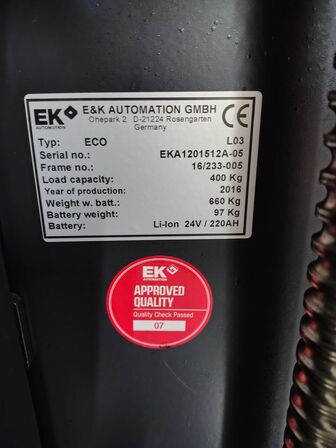 EK
AUTOMATION
E&K AUTOMATION GMBH
Ohepark 2 D-21224 Rosengarten
Germany
CE
Typ: ECO L03
Serial no.: EKA1201512A-05
Frame no.: 16/233-005
Load capacity: 400 Kg
Year of production: 2016
Weight w. batt.: 660 Kg
Battery weight: 97 Kg
Battery: Li-Ion 24V / 220AH
EK
AUTOMATION
APPROVED
QUALITY
Quality Check Passed
07